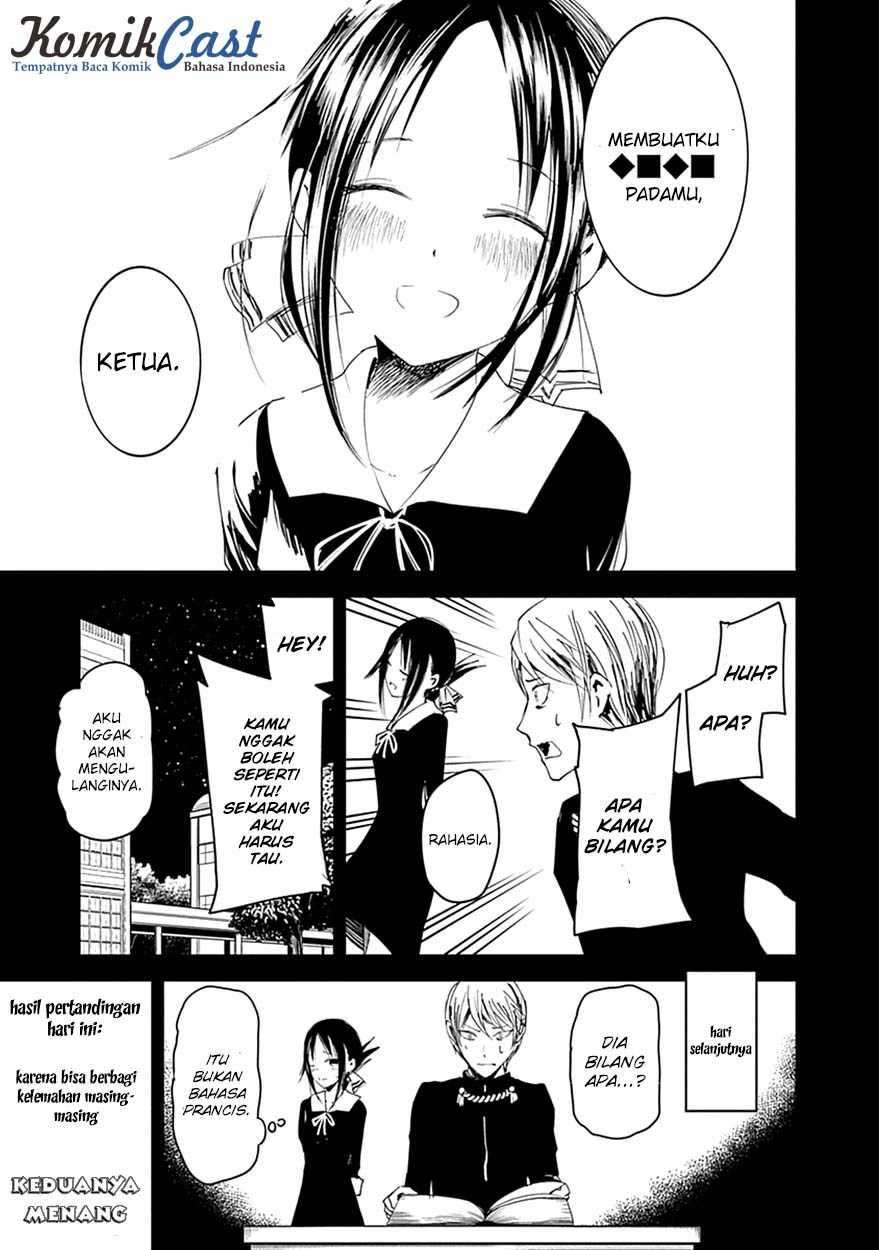 KomikCast
Tempatnya Baca Komik Bahasa Indonesia
MEMBUATKU
◆■◆■
PADAMU,
KETUA.
HUH?
APA?
APA
KAMU
BILANG?
RAHASIA.
HEY!
KAMU
NGGAK
BOLEH
SEPERTI
ITU!
SEKARANG
AKU
HARUS
TAU.
AKU
NGGAK
AKAN
MENGU-
LANGINYA.
hari
selanjutnya
DIA
BILANG
APA...?
ITU
BUKAN
BAHASA
PRANCIS.
hasil pertandingan
hari ini:
karena bisa berbagi
kelemahan masing-
masing
KEDUANYA
MENANG